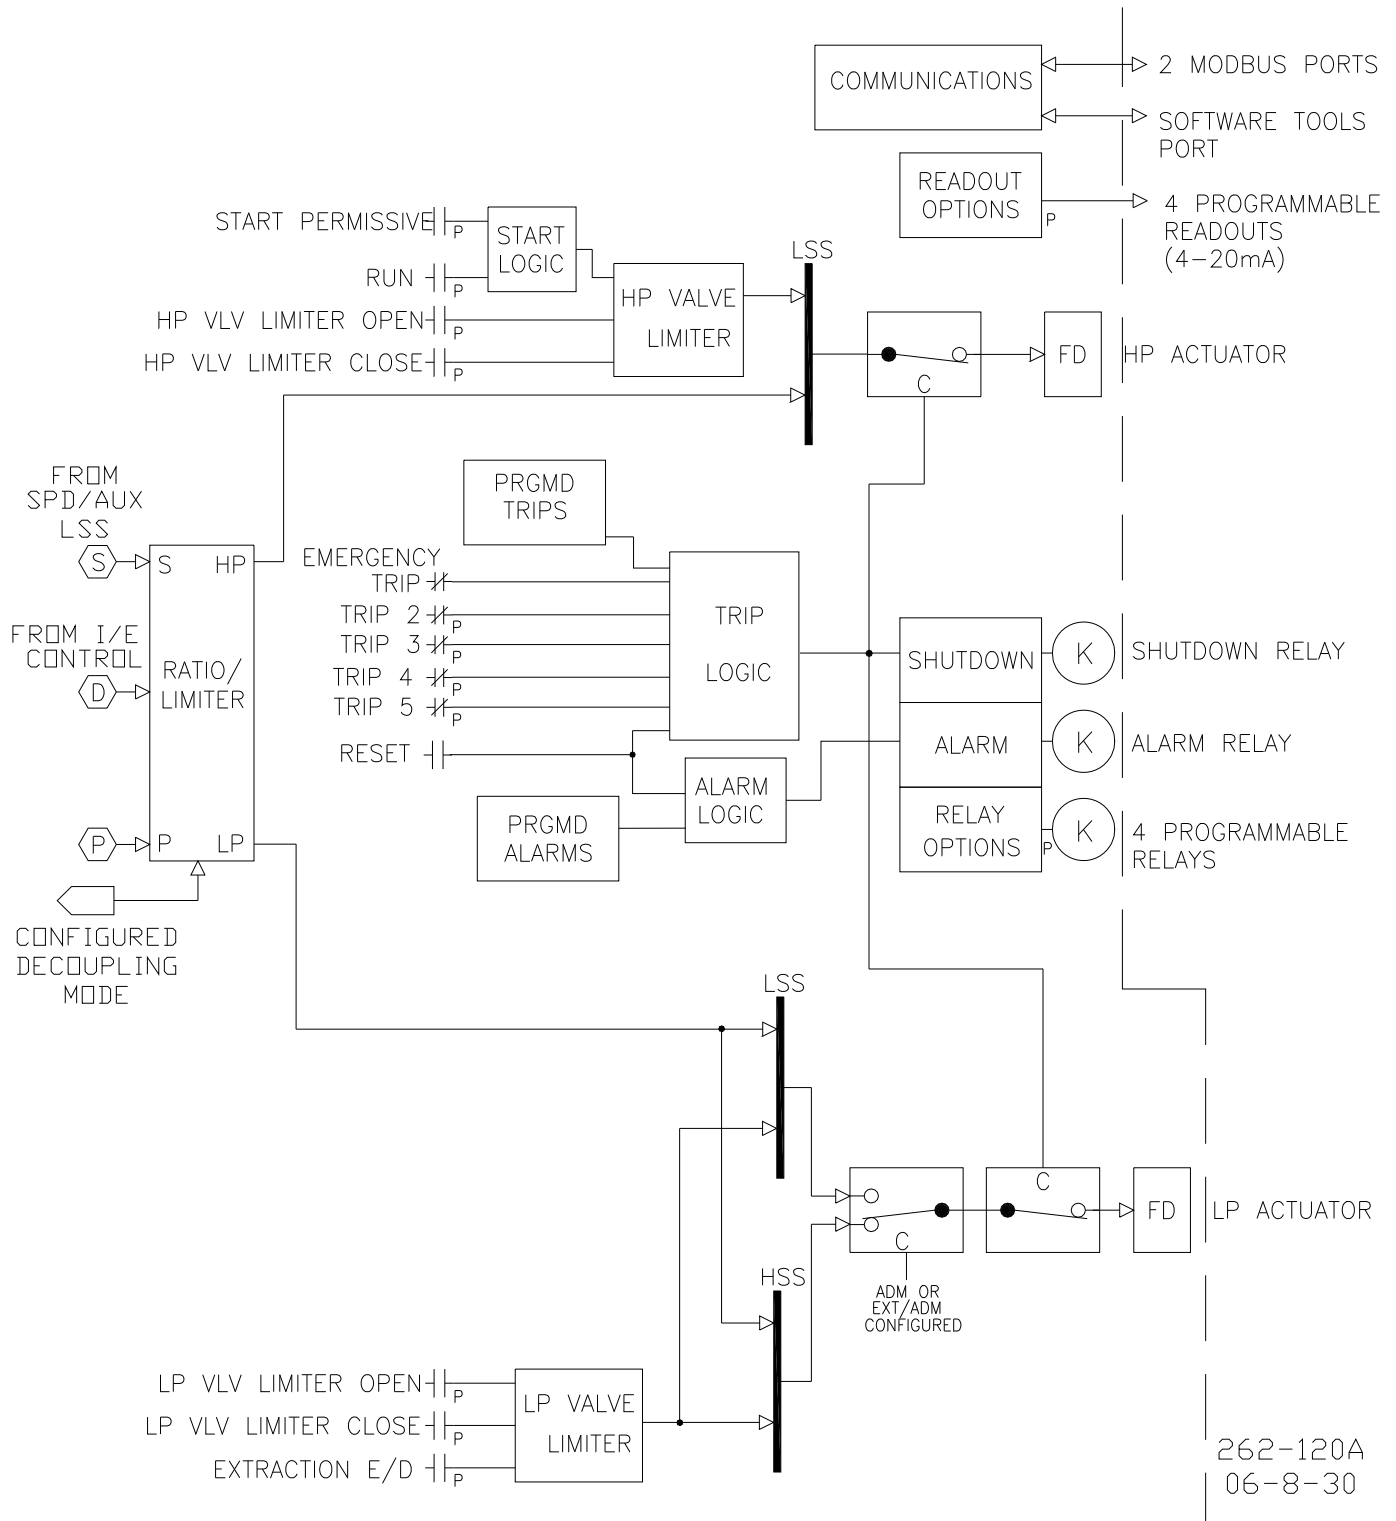 COMMUNICATIONS
2 MODBUS PORTS
SOFTWARE TOOLS
PORT
READOUT
OPTIONS
P
4 PROGRAMMABLE
READOUTS
(4-20mA)
START PERMISSIVE
P
RUN
P
START
LOGIC
HP VLV LIMITER OPEN
P
HP VLV LIMITER CLOSE
P
HP VALVE
LIMITER
LSS
C
FD
HP ACTUATOR
FROM
SPD/AUX
LSS
S
S
HP
FROM I/E
CONTROL
D
RATIO/
LIMITER
P
P
LP
CONFIGURED
DECOUPLING
MODE
PRGMD
TRIPS
EMERGENCY
TRIP
TRIP 2
P
TRIP 3
P
TRIP 4
P
TRIP 5
P
RESET
TRIP
LOGIC
PRGMD
ALARMS
ALARM
LOGIC
SHUTDOWN
K
SHUTDOWN RELAY
ALARM
K
ALARM RELAY
RELAY
OPTIONS
P
K
4 PROGRAMMABLE
RELAYS
LSS
HSS
C
ADM OR
EXT/ADM
CONFIGURED
C
FD
LP ACTUATOR
LP VLV LIMITER OPEN
P
LP VLV LIMITER CLOSE
P
EXTRACTION E/D
P
LP VALVE
LIMITER
262-120A
06-8-30